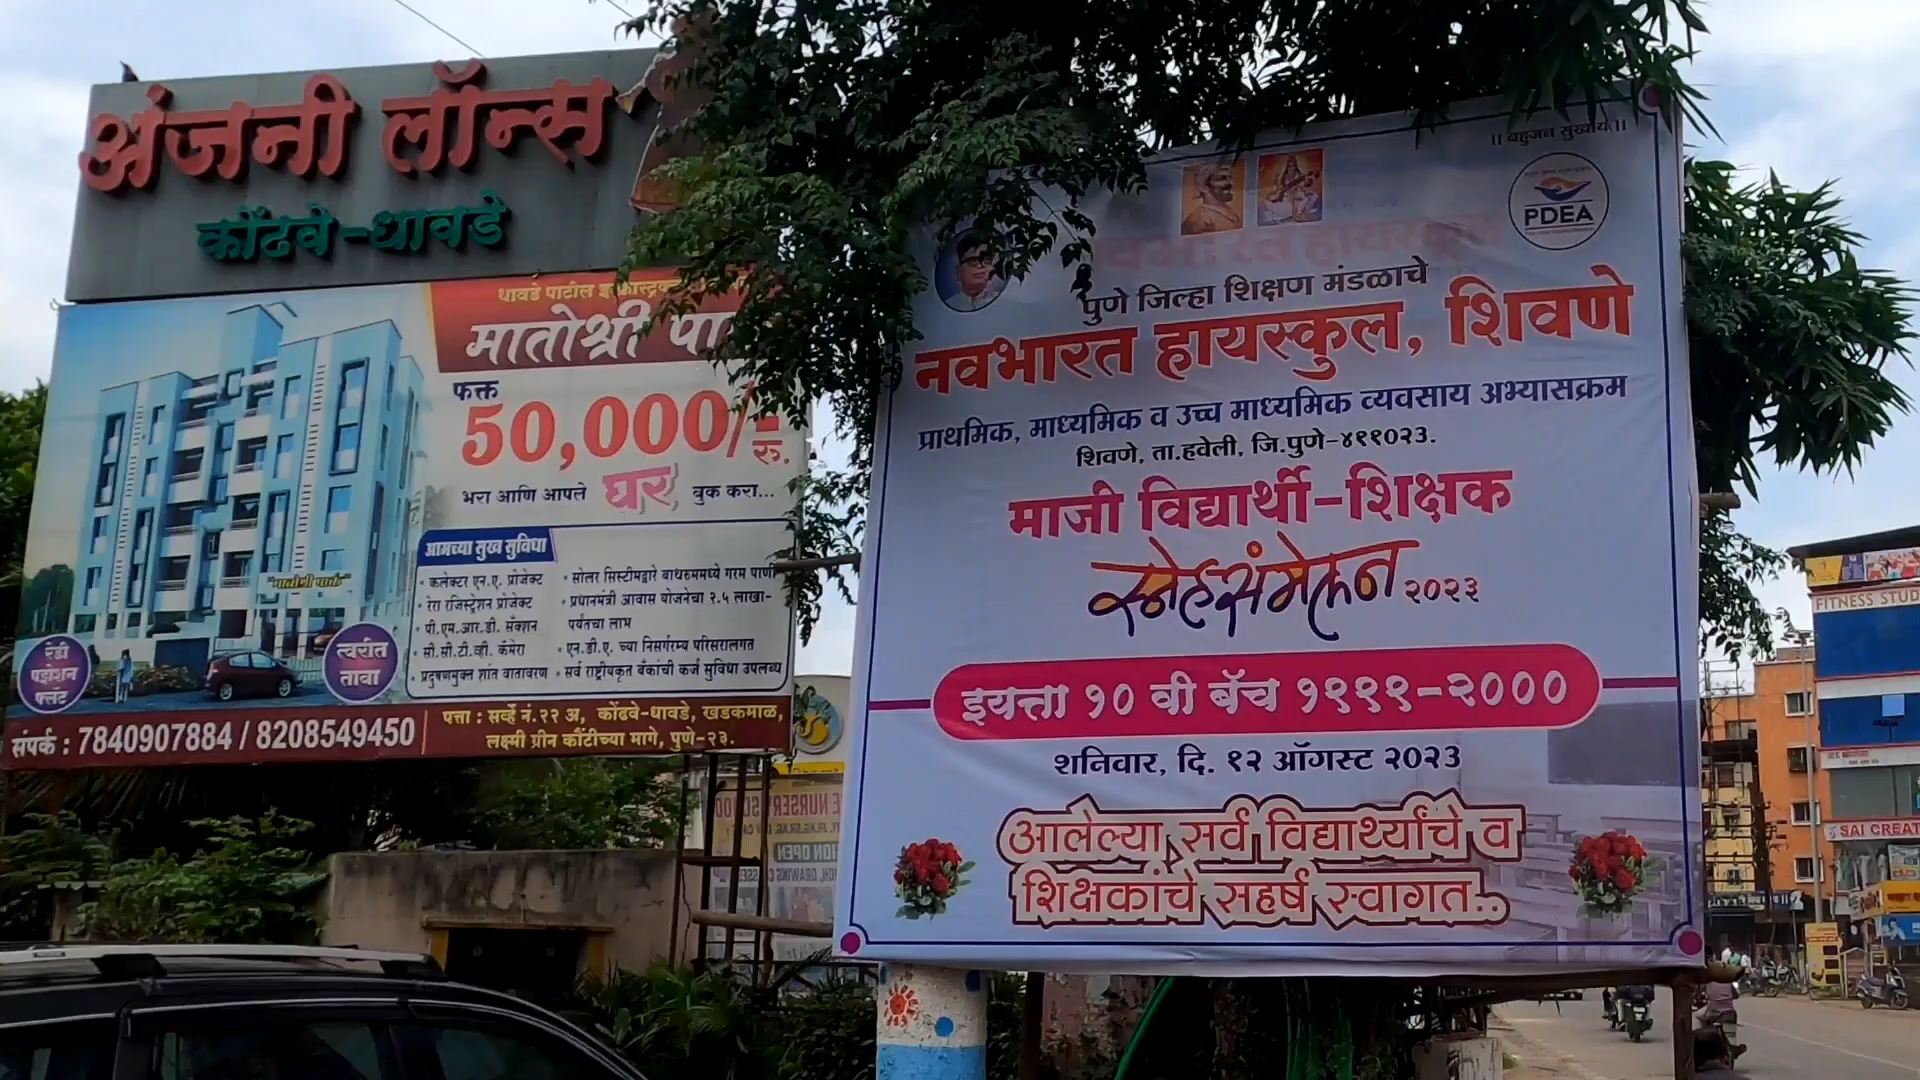 अंजनी लॉन्स
कोंढवे-धावडे
धावडे पाटील
मातोश्री
फक्त
50,000/-
रु.
भरा आणि आपले घर बुक करा...
आमच्या सुख सुविधा
• कलेक्टर एन.ए. प्रोजेक्ट
• रेरा रजिस्ट्रेशन प्रोजेक्ट
• पी.एम.आर.डी. सँक्शन
• सी.सी.टी.व्ही. कॅमेरा
• प्रदुषणमुक्त शांत वातावरण
• सोलर सिस्टीमद्वारे बाथरुममध्ये गरम पाणी
• प्रधानमंत्री आवास योजनेचा २.५ लाखा-
पर्यंतचा लाभ
• एन.डी.ए. च्या निसर्गरम्य परिसरालगत
• सर्व राष्ट्रीयकृत बँकांची कर्ज सुविधा उपलब्ध
"मातोश्री पार्क"
रेडी
पझेशन
फ्लॅट
त्वरीत
ताबा
संपर्क : 7840907884 / 8208549450
पत्ता : सर्व्हे नं.२२ अ, कोंढवे-धावडे, खडकमाळ,
लक्ष्मी ग्रीन कौंटीच्या मागे, पुणे-२३.
।। बहुजन सुखाय ।।
PDEA
पुणे जिल्हा शिक्षण मंडळाचे
नवभारत हायस्कुल, शिवणे
प्राथमिक, माध्यमिक व उच्च माध्यमिक व्यवसाय अभ्यासक्रम
शिवणे, ता.हवेली, जि.पुणे-४११०२३.
माजी विद्यार्थी-शिक्षक
स्नेहसंमेलन २०२३
इयत्ता १० वी बॅच १९९९-२०००
शनिवार, दि. १२ ऑगस्ट २०२३
आलेल्या सर्व विद्यार्थ्यांचे व
शिक्षकांचे सहर्ष स्वागत..
FITNESS STUD
SAI CREAT